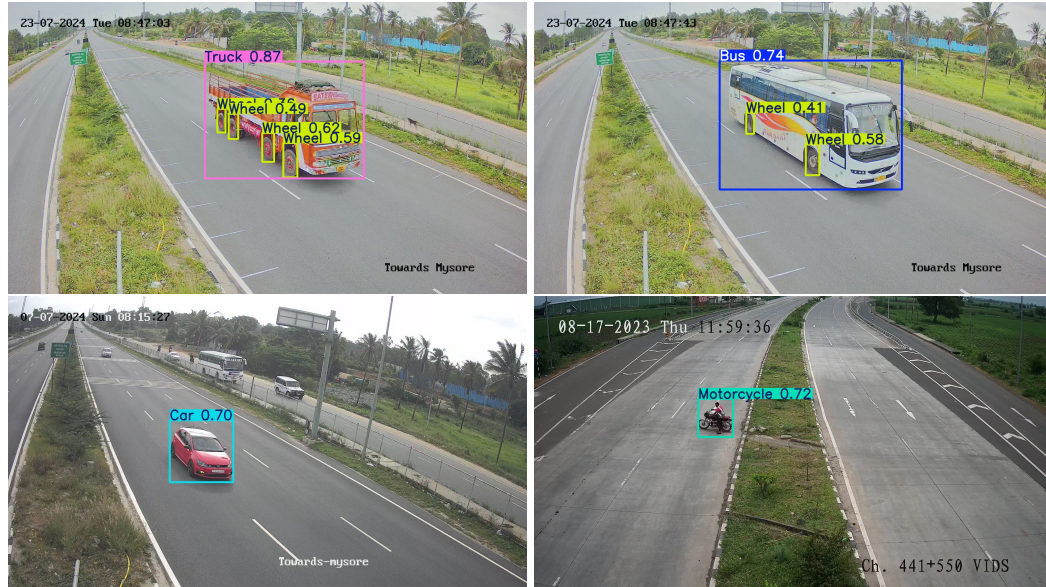 23-07-2024 Tue 08:47:03
Truck 0.87
Wheel 0.49
Wheel 0.62
Wheel 0.59
Towards Mysore
23-07-2024 Tue 08:47:43
Bus 0.74
Wheel 0.41
Wheel 0.58
Towards Mysore
07-07-2024 Sun 08:15:27
Car 0.70
Towards-mysore
08-17-2023 Thu 11:59:36
Motorcycle 0.72
Ch. 441+550 VIDS